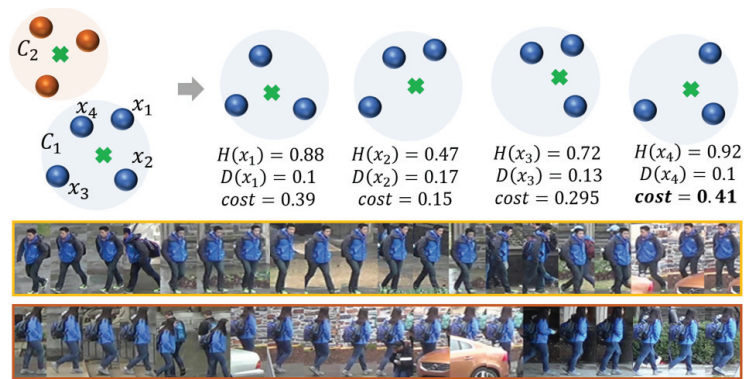 C₂
x₄ x₁
C₁
x₂
x₃
H(x₁) = 0.88
D(x₁) = 0.1
cost = 0.39
H(x₂) = 0.47
D(x₂) = 0.17
cost = 0.15
H(x₃) = 0.72
D(x₃) = 0.13
cost = 0.295
H(x₄) = 0.92
D(x₄) = 0.1
cost = 0.41